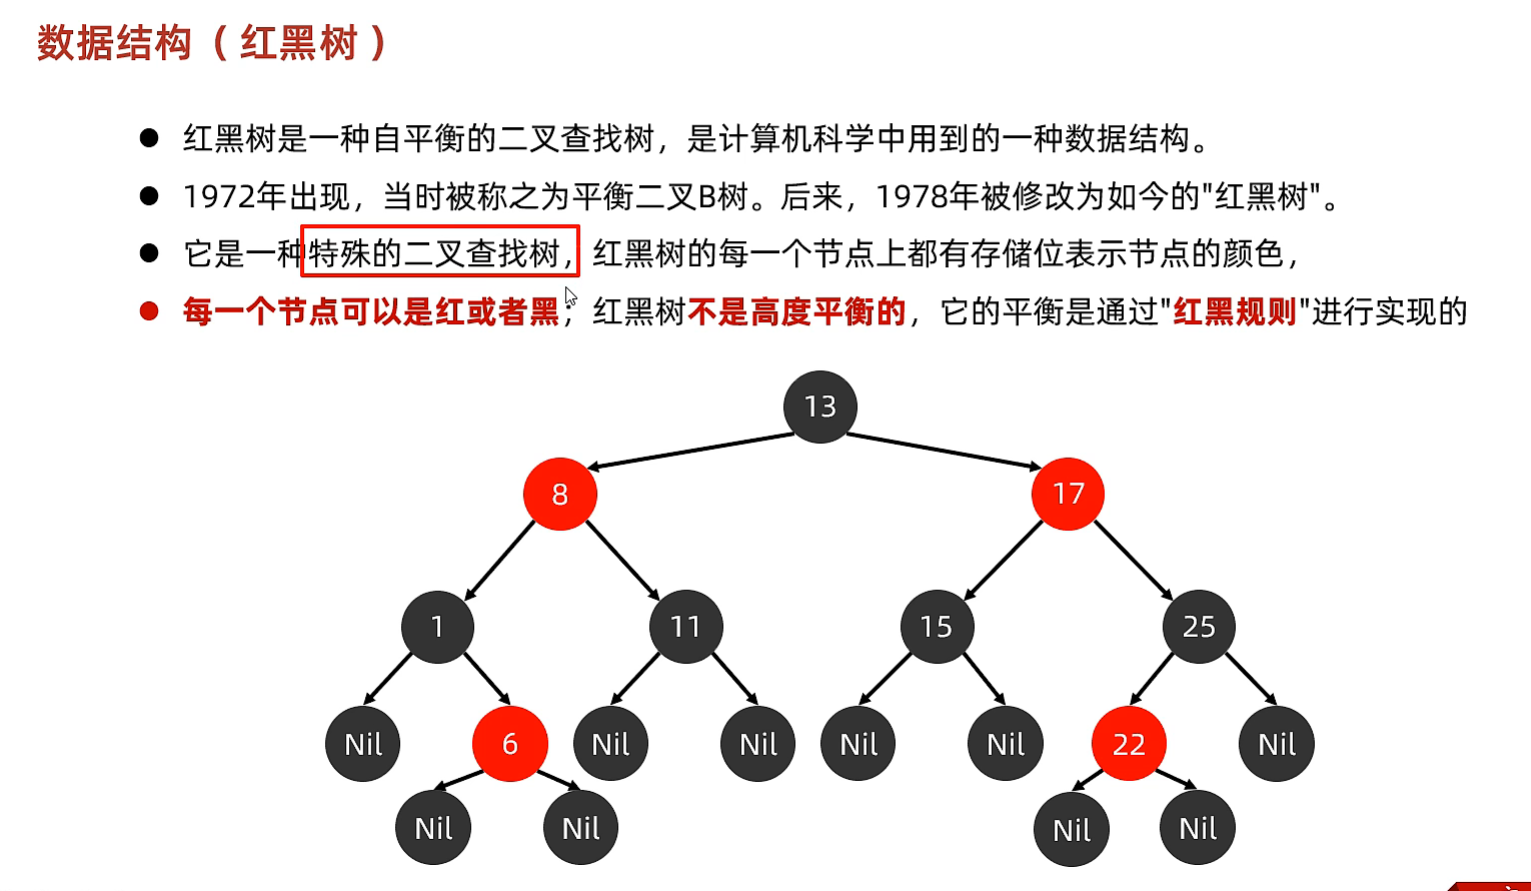 数据结构（红黑树）
红黑树是一种自平衡的二叉查找树，是计算机科学中用到的一种数据结构。
1972年出现，当时被称之为平衡二叉B树。后来，1978年被修改为如今的"红黑树"。
它是一种特殊的二叉查找树，红黑树的每一个节点上都有存储位表示节点的颜色，
每一个节点可以是红或者黑；红黑树不是高度平衡的，它的平衡是通过"红黑规则"进行实现的
13
8 17
1 11 15 25
Nil 6 Nil Nil Nil Nil 22 Nil
Nil Nil Nil Nil